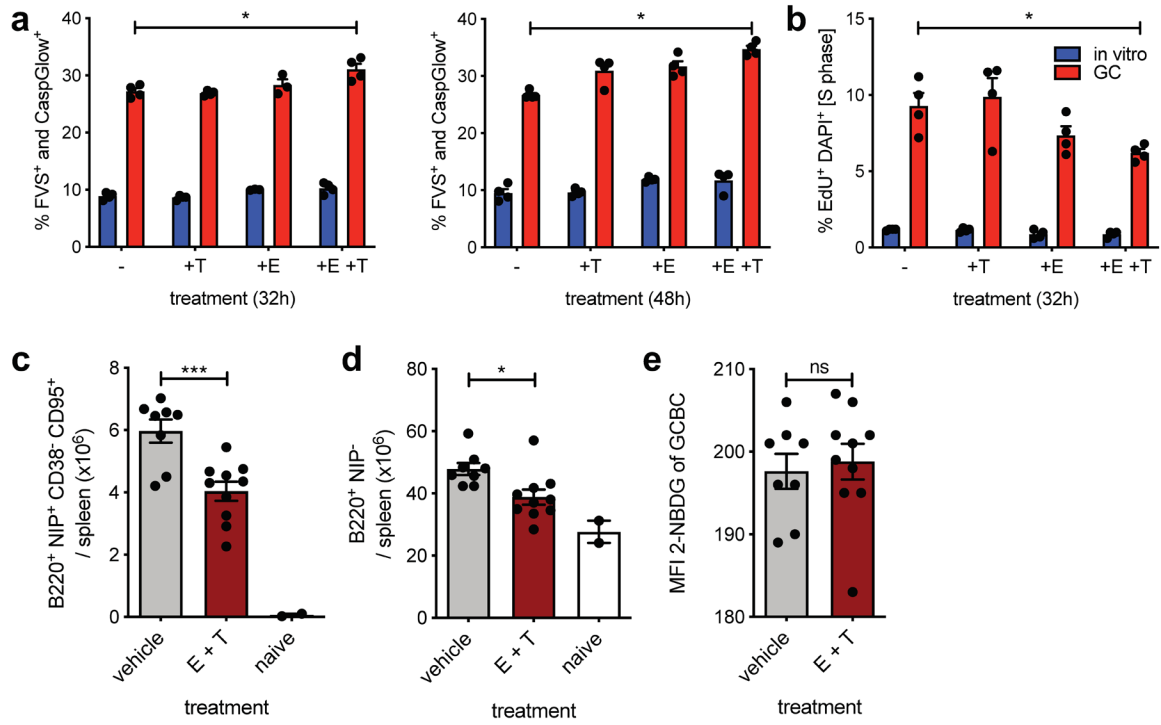 a
% FVS⁺ and CaspGlow⁺
40
30
20
10
0
*
- +T +E +E +T
treatment (32h)
% FVS⁺ and CaspGlow⁺
40
30
20
10
0
*
- +T +E +E +T
treatment (48h)
b
% EdU⁺ DAPI⁺ [S phase]
15
10
5
0
*
in vitro
GC
- +T +E +E +T
treatment (32h)
c
B220⁺ NIP⁺ CD38⁻ CD95⁺
/ spleen (x10⁶)
8
6
4
2
0
***
vehicle E + T naive
treatment
d
B220⁺ NIP⁻
/ spleen (x10⁶)
80
60
40
20
0
*
vehicle E + T naive
treatment
e
MFI 2-NBDG of GCBC
210
200
190
180
ns
vehicle E + T
treatment